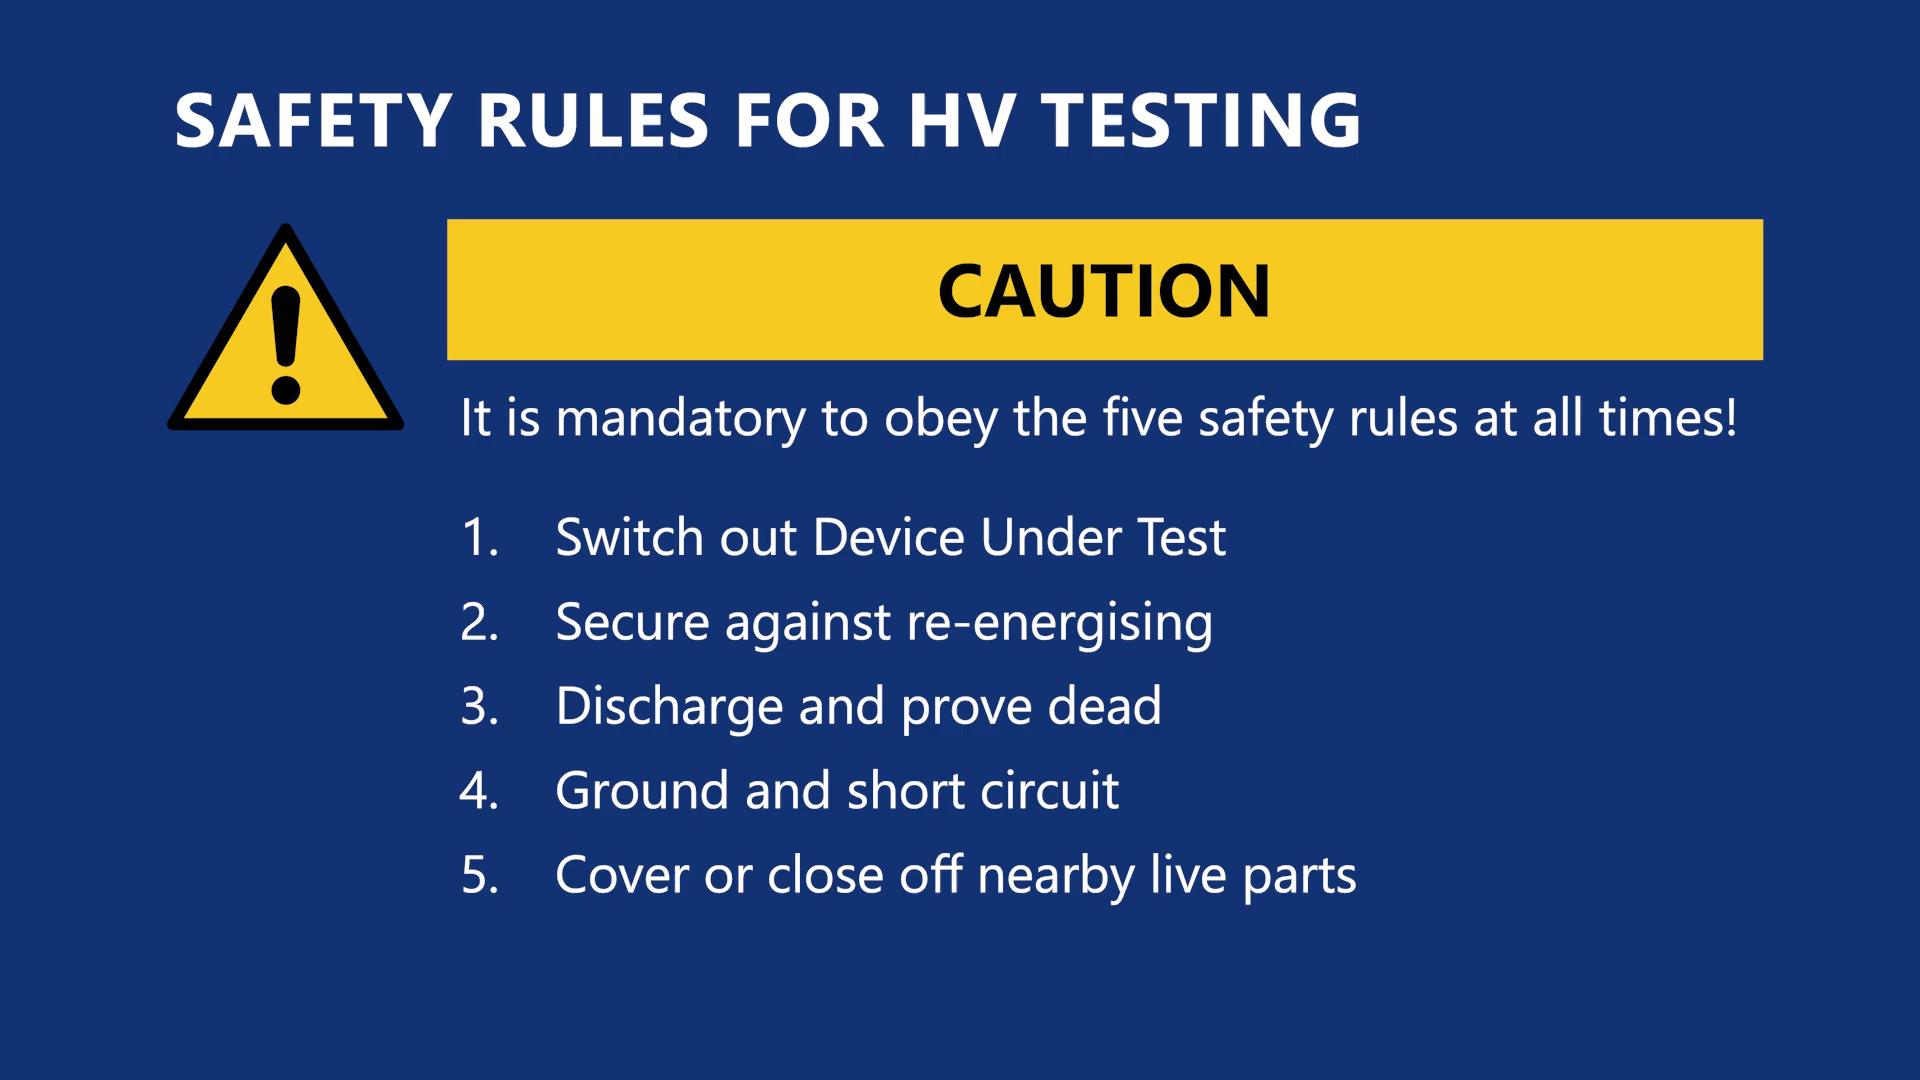 SAFETY RULES FOR HV TESTING
CAUTION
It is mandatory to obey the five safety rules at all times!
1. Switch out Device Under Test
2. Secure against re-energising
3. Discharge and prove dead
4. Ground and short circuit
5. Cover or close off nearby live parts